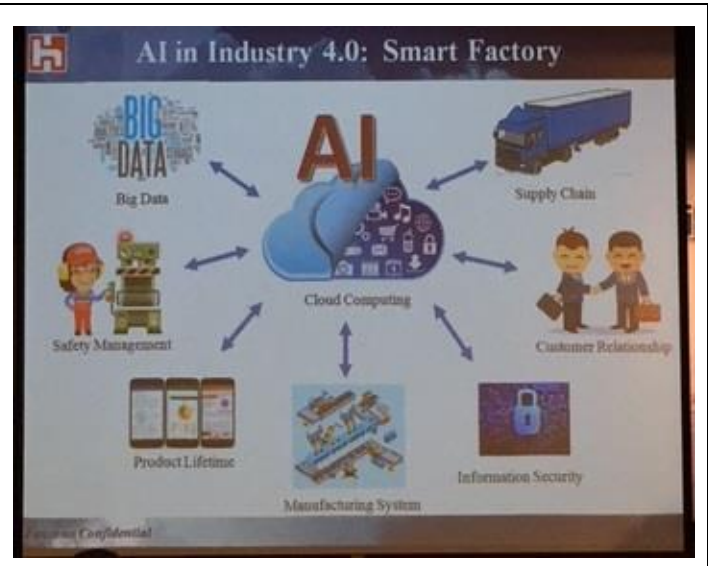 AI in Industry 4.0: Smart Factory
BIG
DATA
Big Data
AI
Cloud Computing
Supply Chain
Safety Management
Customer Relationship
Product Lifetime
Manufacturing System
Information Security
Confidential